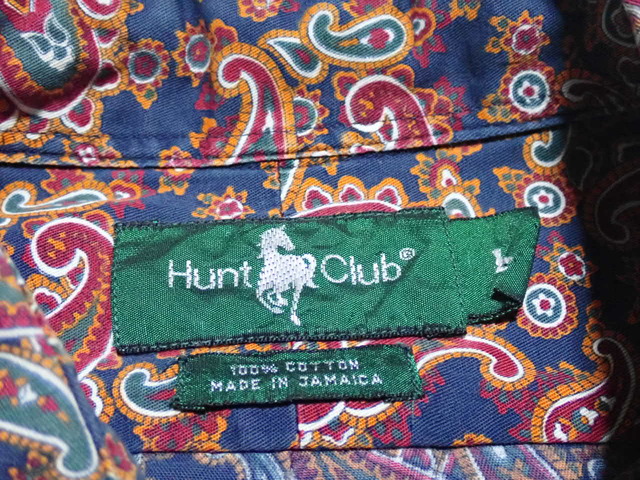 Hunt Club®
L
100% COTTON
MADE IN JAMAICA